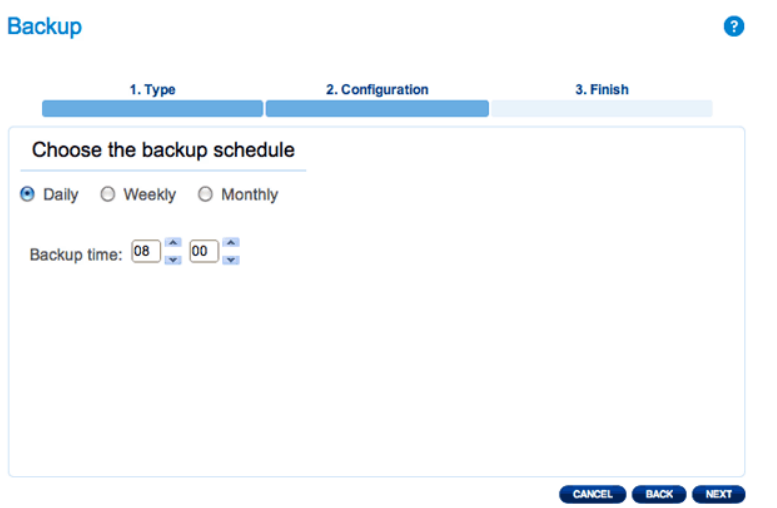 Backup ?
1. Type 2. Configuration 3. Finish
Choose the backup schedule
Daily Weekly Monthly
Backup time: 08 00
CANCEL BACK NEXT